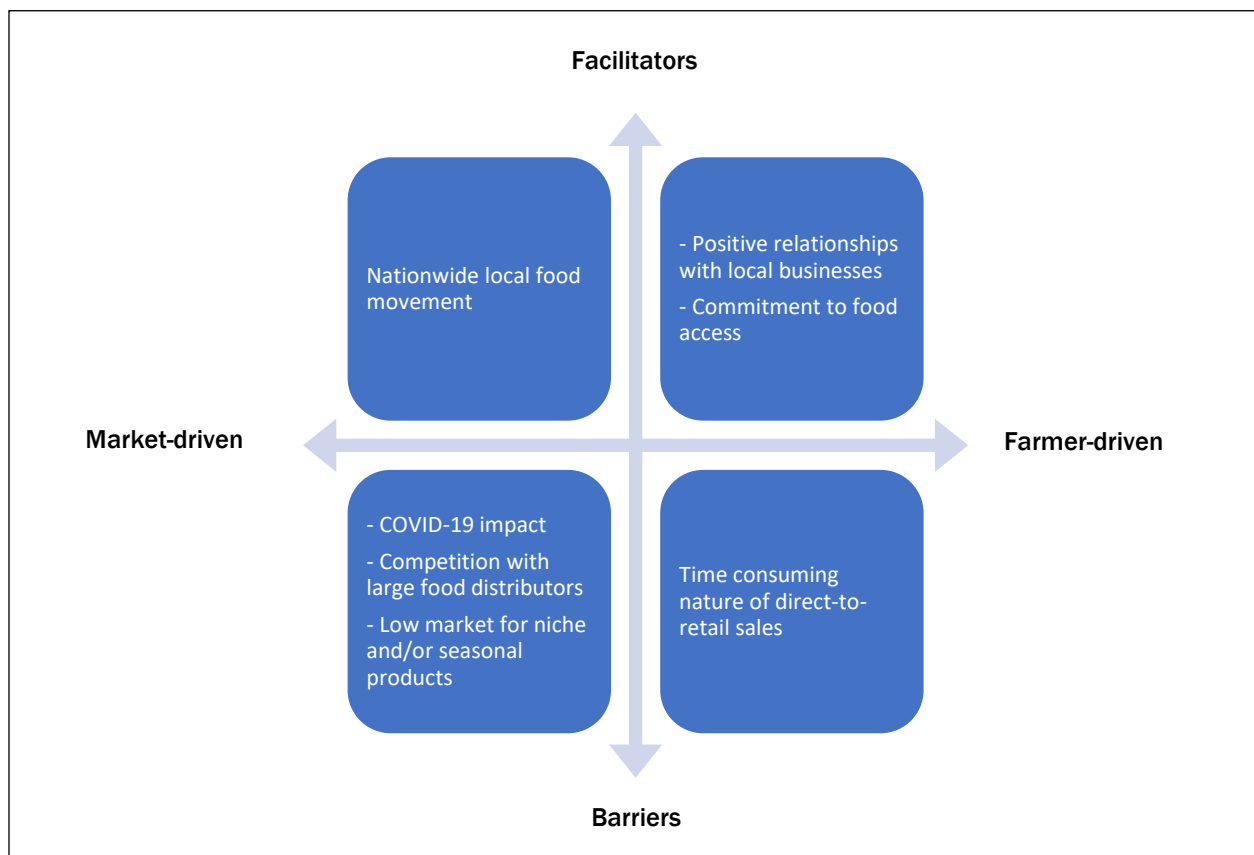 Facilitators
Nationwide local food
movement
- Positive relationships
with local businesses
- Commitment to food
access
Market-driven
Farmer-driven
- COVID-19 impact
- Competition with
large food distributors
- Low market for niche
and/or seasonal
products
Time consuming
nature of direct-to-
retail sales
Barriers